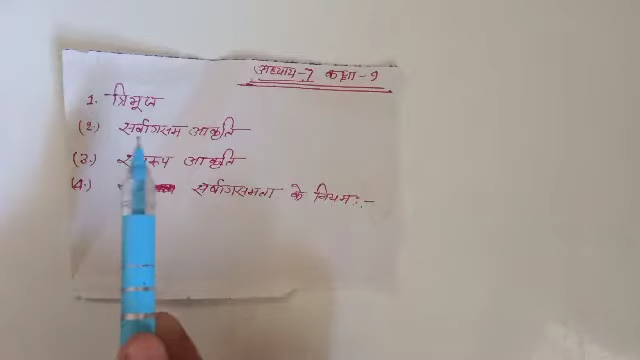 अध्याय-7 कक्षा-9
1. त्रिभूज
(2.) सर्वागसम आकृति
(3.) आकृति
(4.) सर्वागसमता के नियम :-